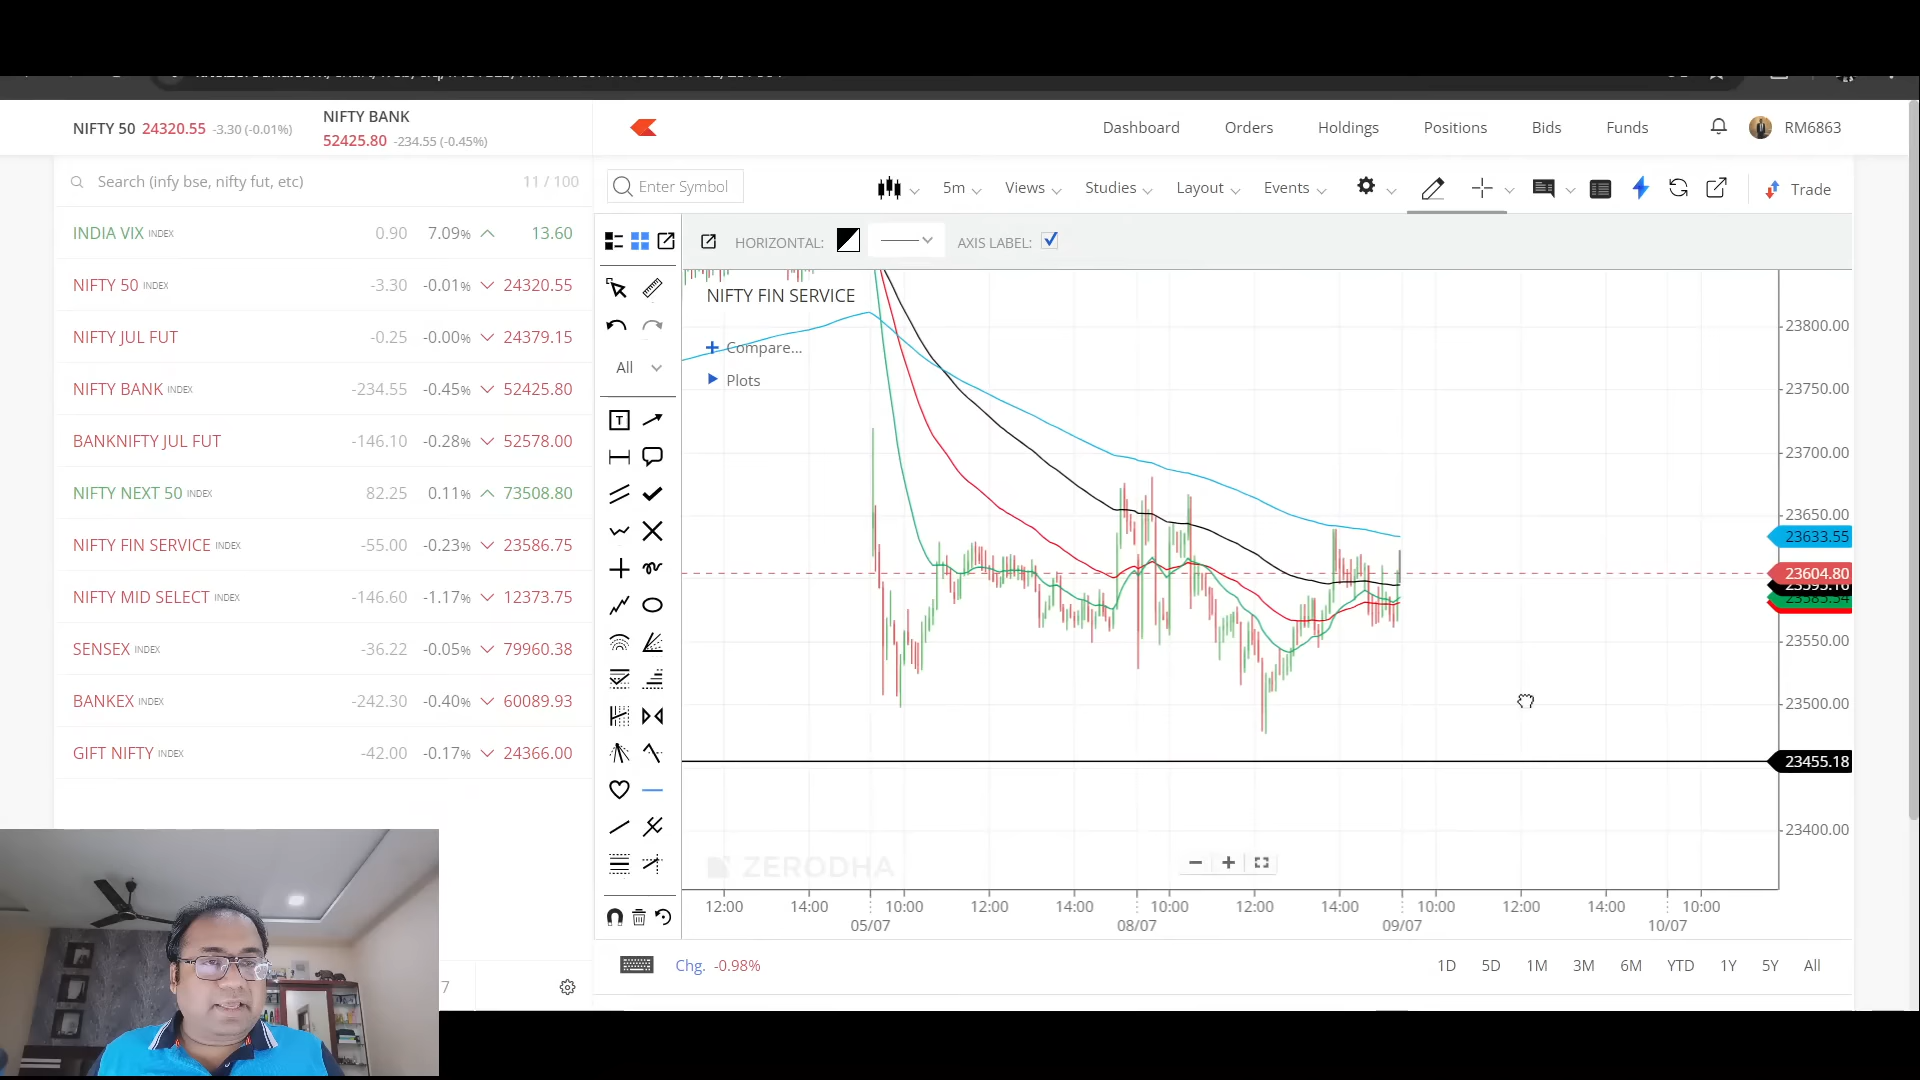 NIFTY 50 24320.55 -3.30 (-0.01%)
NIFTY BANK
52425.80 -234.55 (-0.45%)
Dashboard Orders Holdings Positions Bids Funds RM6863
Search (infy bse, nifty fut, etc) 11 / 100
Enter Symbol 5m Views Studies Layout Events Trade
HORIZONTAL: AXIS LABEL:
INDIA VIX INDEX 0.90 7.09% 13.60
NIFTY 50 INDEX -3.30 -0.01% 24320.55
NIFTY JUL FUT -0.25 -0.00% 24379.15
NIFTY BANK INDEX -234.55 -0.45% 52425.80
BANKNIFTY JUL FUT -146.10 -0.28% 52578.00
NIFTY NEXT 50 INDEX 82.25 0.11% 73508.80
NIFTY FIN SERVICE INDEX -55.00 -0.23% 23586.75
NIFTY MID SELECT INDEX -146.60 -1.17% 12373.75
SENSEX INDEX -36.22 -0.05% 79960.38
BANKEX INDEX -242.30 -0.40% 60089.93
GIFT NIFTY INDEX -42.00 -0.17% 24366.00
7
All
T
NIFTY FIN SERVICE
Compare...
Plots
23800.00
23750.00
23700.00
23650.00
23633.55
23604.80
23550.00
23500.00
23455.18
23400.00
ZERODHA
12:00 14:00 10:00 12:00 14:00 10:00 12:00 14:00 10:00 12:00 14:00 10:00
05/07 08/07 09/07 10/07
Chg. -0.98%
1D 5D 1M 3M 6M YTD 1Y 5Y All